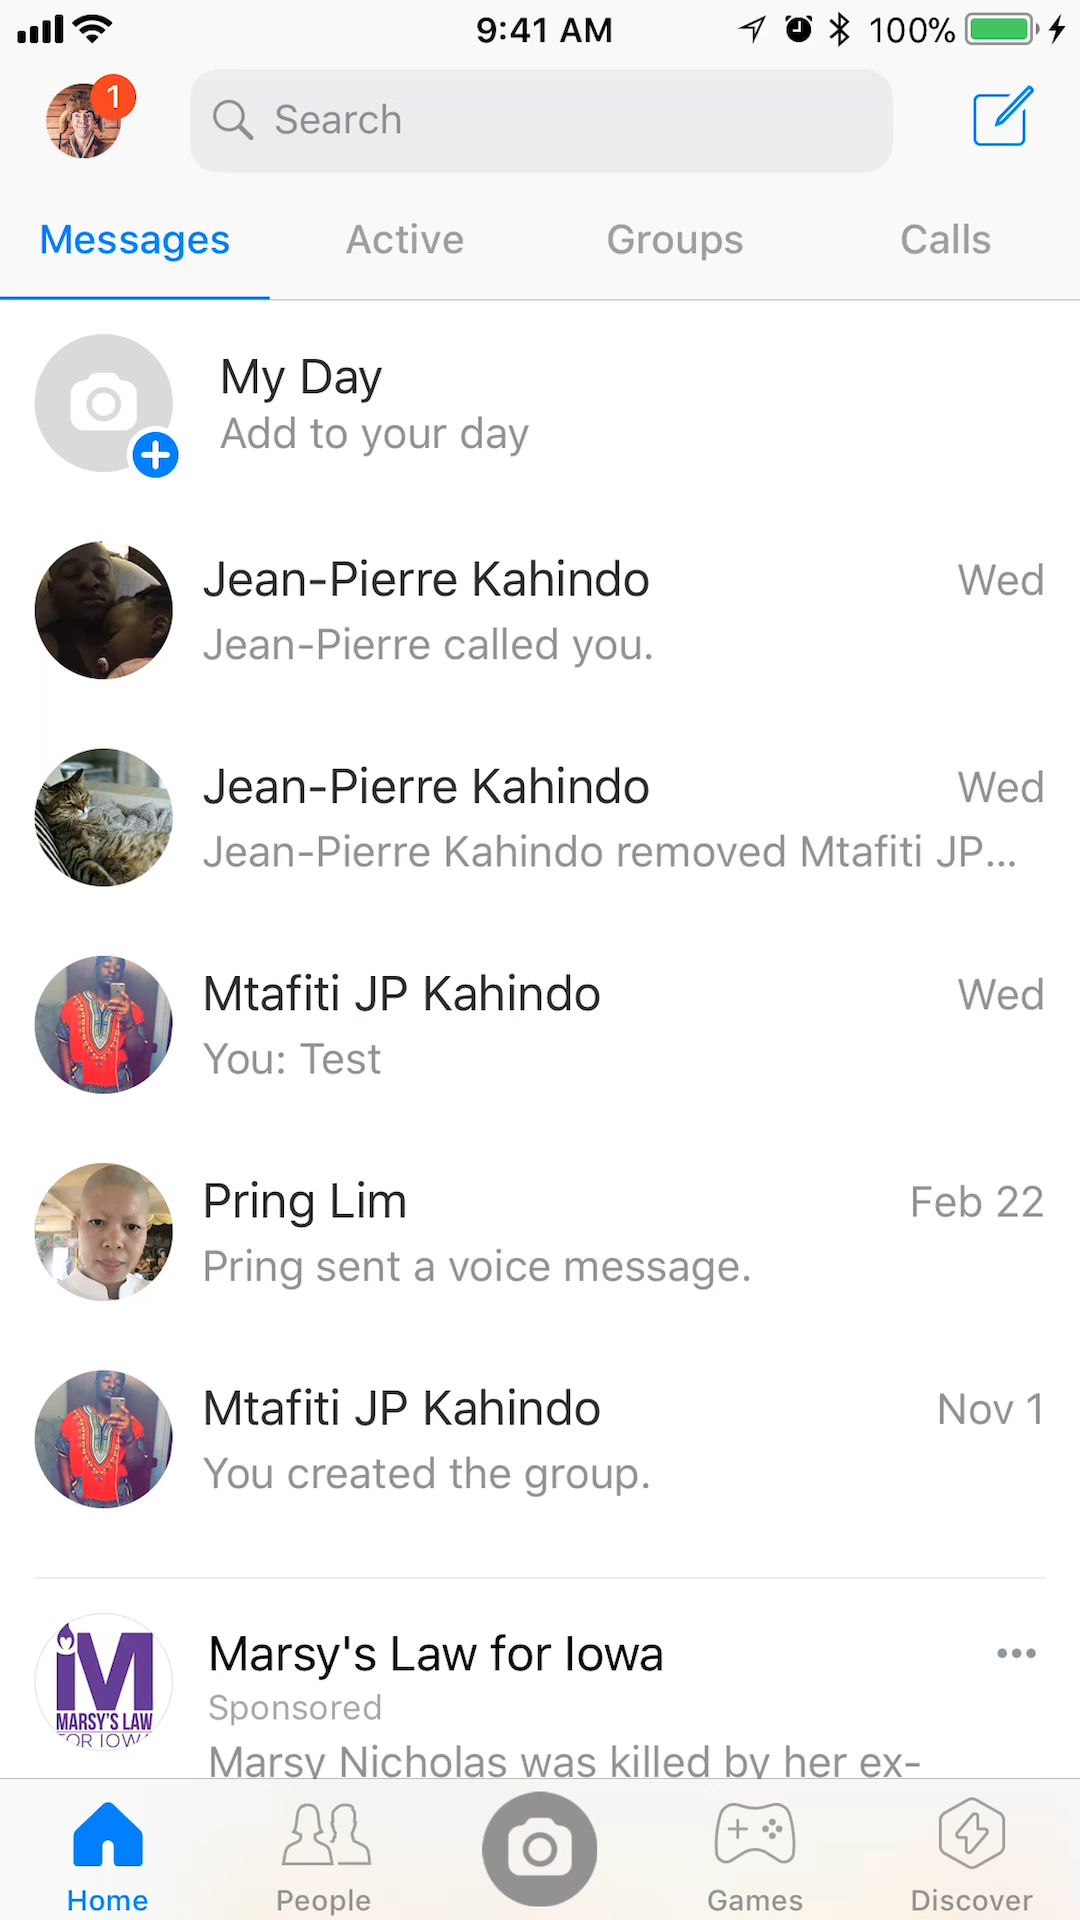 9:41 AM
100%
1
Search
Messages
Active
Groups
Calls
My Day
Add to your day
Jean-Pierre Kahindo
Wed
Jean-Pierre called you.
Jean-Pierre Kahindo
Wed
Jean-Pierre Kahindo removed Mtafiti JP...
Mtafiti JP Kahindo
Wed
You: Test
Pring Lim
Feb 22
Pring sent a voice message.
Mtafiti JP Kahindo
Nov 1
You created the group.
iM
MARSY'S LAW
FOR IOWA
Marsy's Law for Iowa
Sponsored
Marsy Nicholas was killed by her ex-
Home
People
Games
Discover